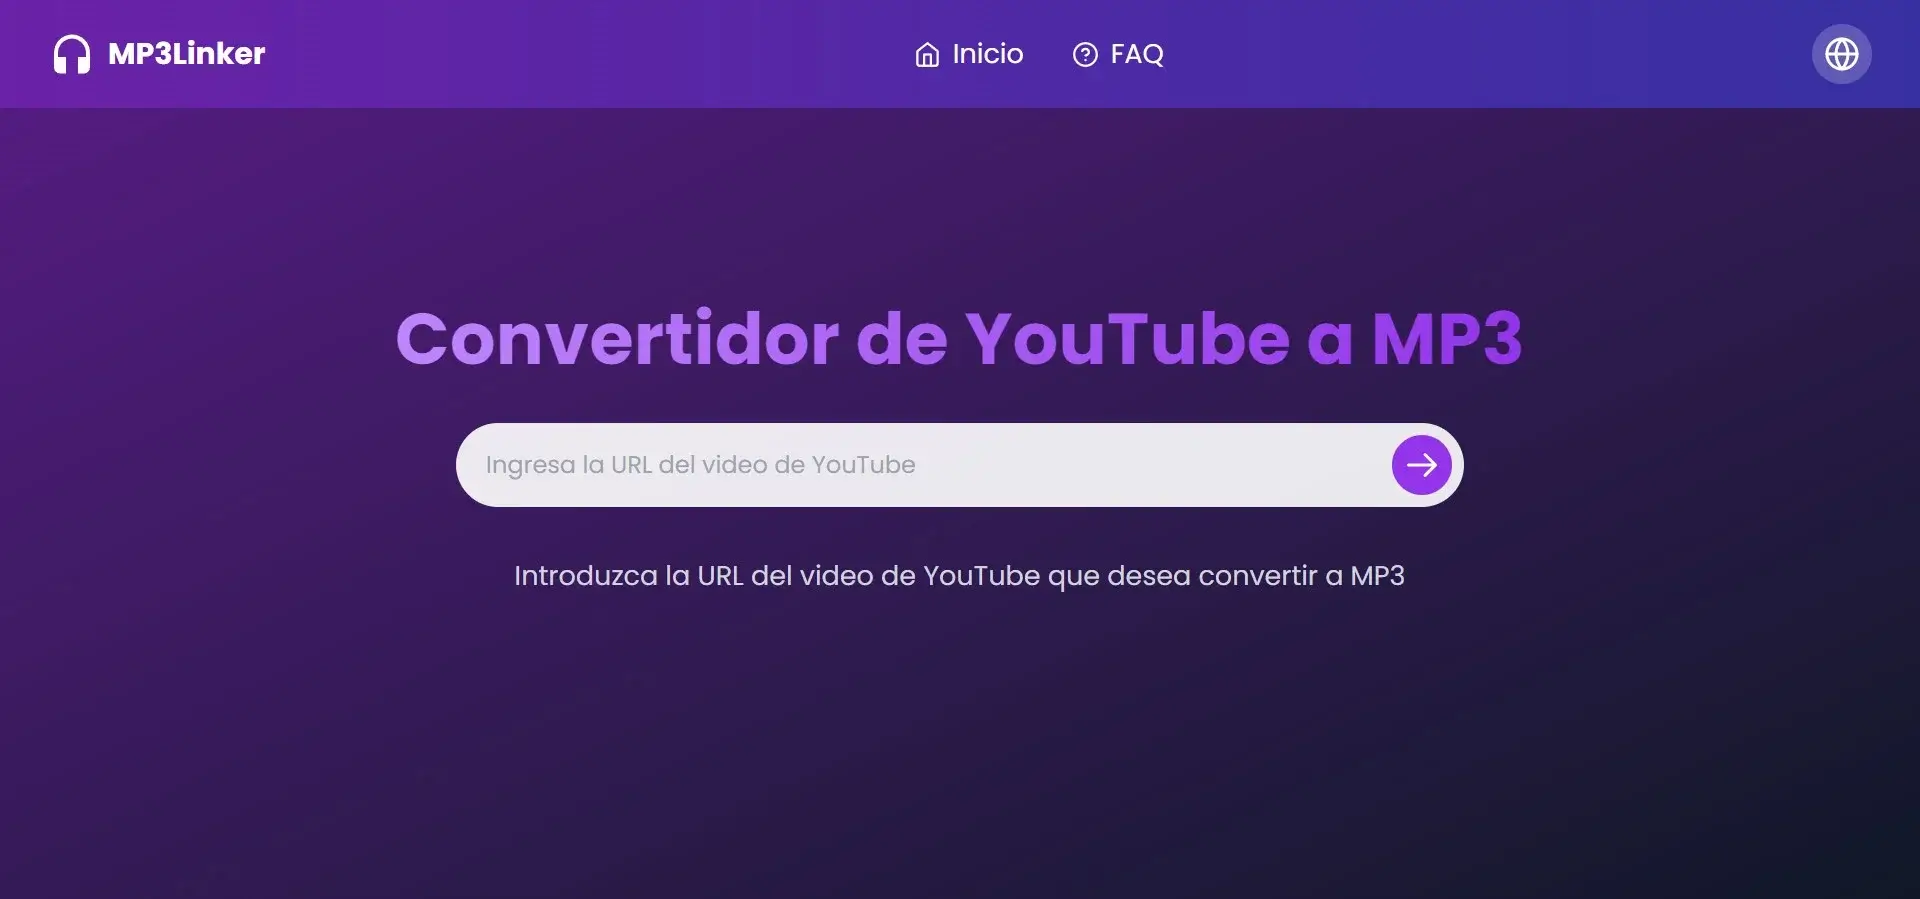 MP3Linker
Inicio
FAQ
Convertidor de YouTube a MP3
Ingresa la URL del video de YouTube
Introduzca la URL del video de YouTube que desea convertir a MP3